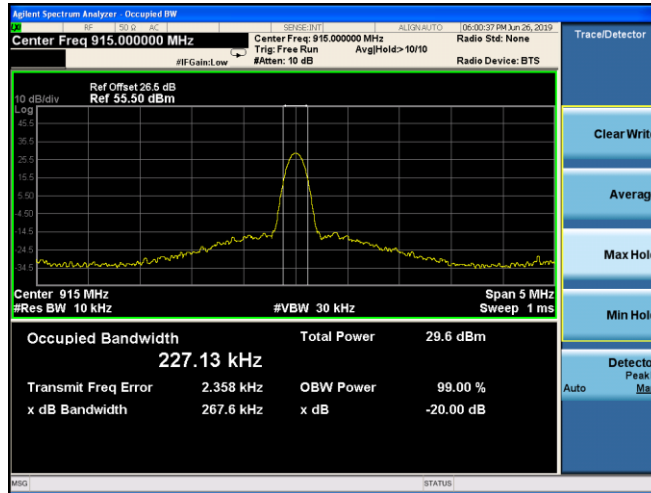 Agilent Spectrum Analyzer - Occupied BW
RF 50 Ω AC SENSE:INT ALIGN AUTO 06:00:37 PM Jun 26, 2019
Center Freq 915.000000 MHz
Center Freq: 915.000000 MHz
Radio Std: None
Trig: Free Run Avg|Hold:>10/10
#IFGain:Low #Atten: 10 dB
Radio Device: BTS
Trace/Detector
Ref Offset 26.5 dB
10 dB/div Ref 55.50 dBm
Log
45.5
35.5
25.5
15.5
5.50
-4.50
-14.5
-24.5
-34.5
Center 915 MHz Span 5 MHz
#Res BW 10 kHz #VBW 30 kHz Sweep 1 ms
Occupied Bandwidth Total Power 29.6 dBm
227.13 kHz
Transmit Freq Error 2.358 kHz OBW Power 99.00 %
x dB Bandwidth 267.6 kHz x dB -20.00 dB
Clear Writ
Averag
Max Hol
Min Hol
Detecto
Peak
Auto Ma
MSG STATUS